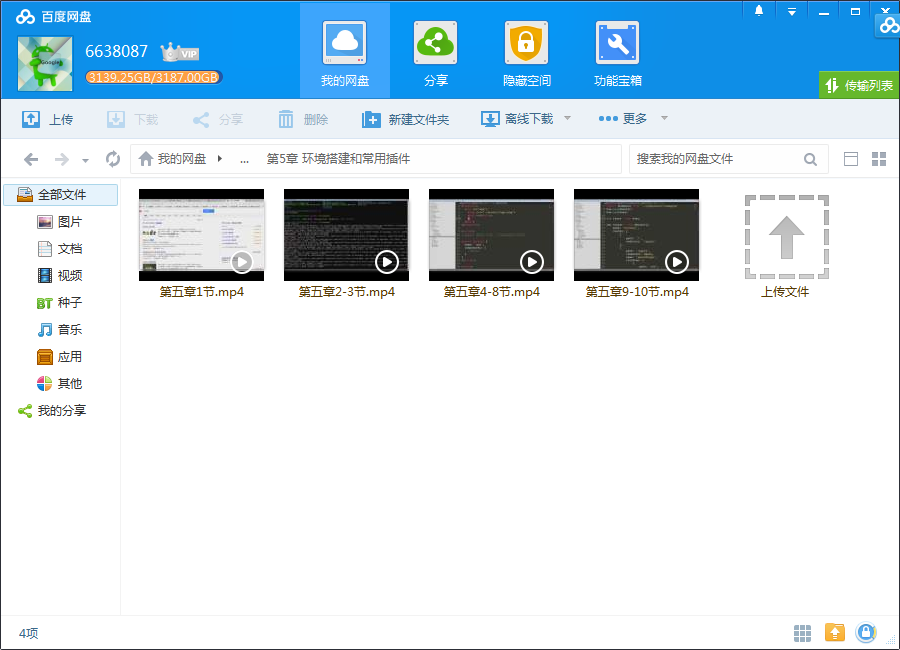 百度网盘
6638087 VIP
3139.25GB/3187.00GB
我的网盘
分享
隐藏空间
功能宝箱
传输列表
上传
下载
分享
删除
新建文件夹
离线下载
更多
我的网盘
...
第5章 环境搭建和常用插件
搜索我的网盘文件
全部文件
图片
文档
视频
BT 种子
音乐
应用
其他
我的分享
第五章1节.mp4
第五章2-3节.mp4
第五章4-8节.mp4
第五章9-10节.mp4
上传文件
4项